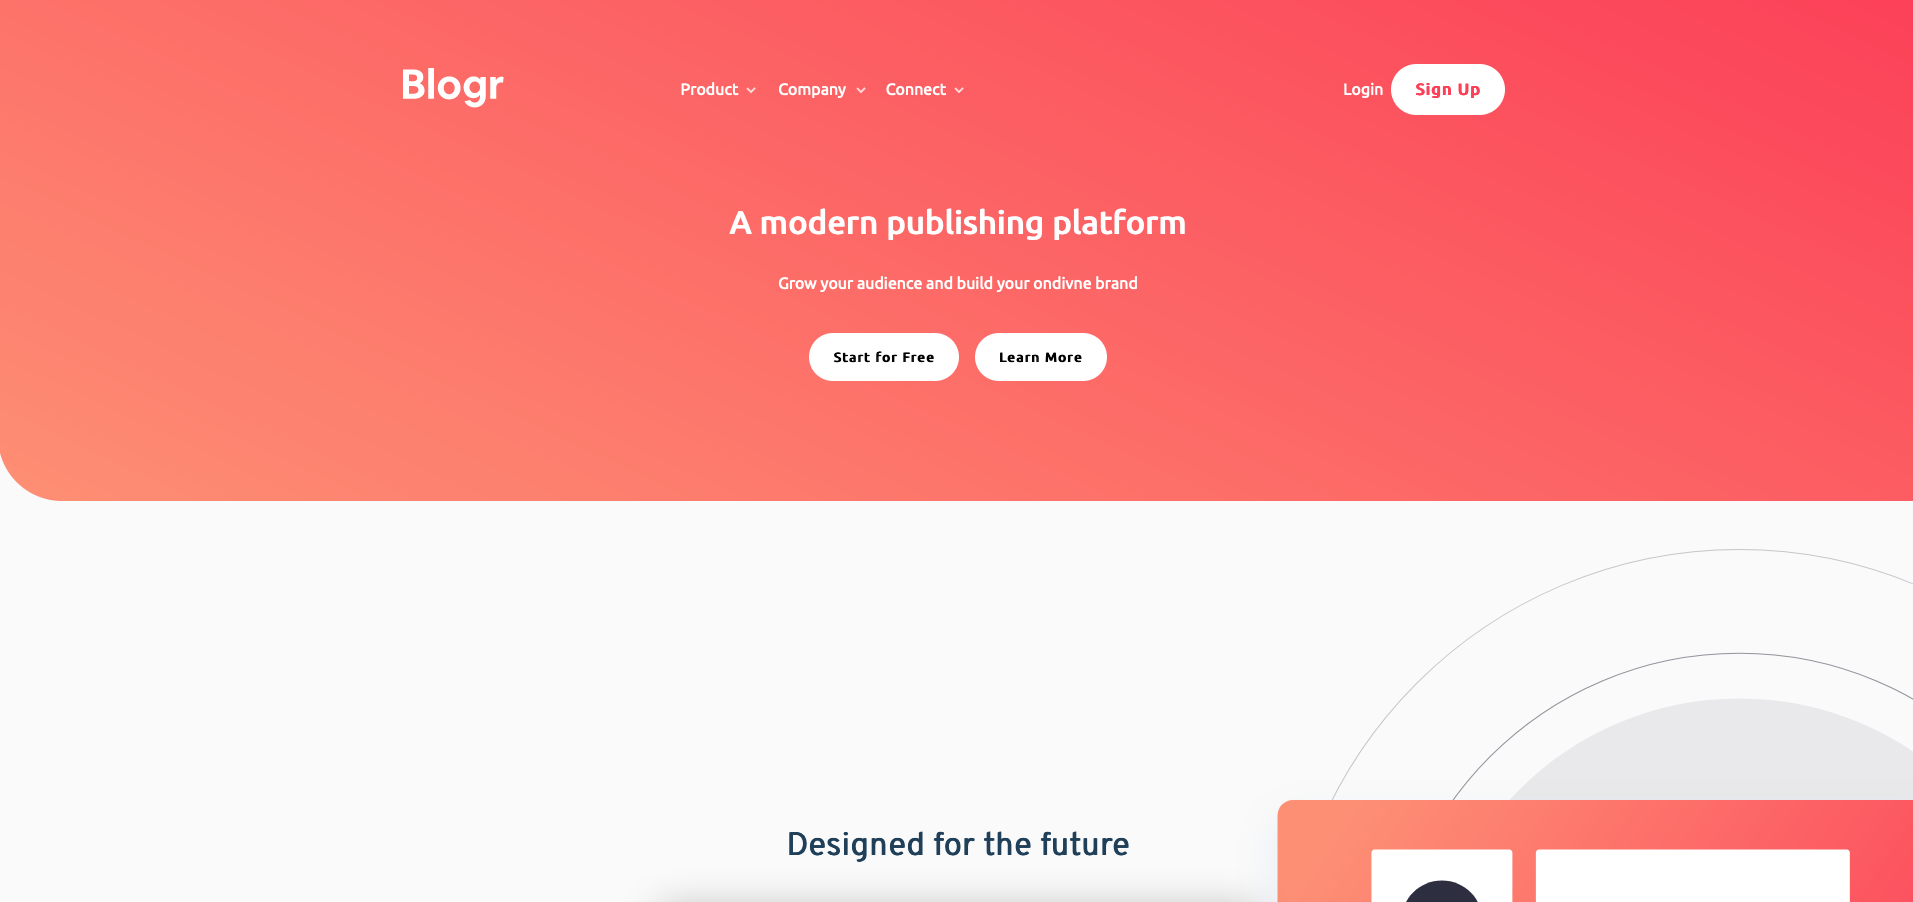 Blogr
Product Company Connect Login Sign Up
A modern publishing platform
Grow your audience and build your ondivne brand
Start for Free Learn More
Designed for the future